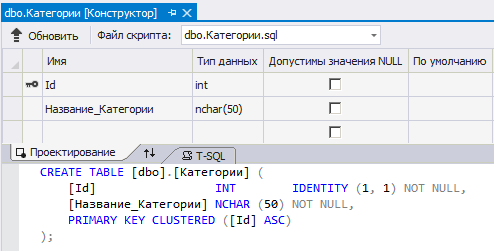 dbo.Категории [Конструктор]
Обновить Файл скрипта: dbo.Категории.sql
Имя Тип данных Допустимы значения NULL По умолчанию
Id int
Название_Категории nchar(50)
Проектирование T-SQL
CREATE TABLE [dbo].[Категории] (
[Id] INT IDENTITY (1, 1) NOT NULL,
[Название_Категории] NCHAR (50) NOT NULL,
PRIMARY KEY CLUSTERED ([Id] ASC)
);